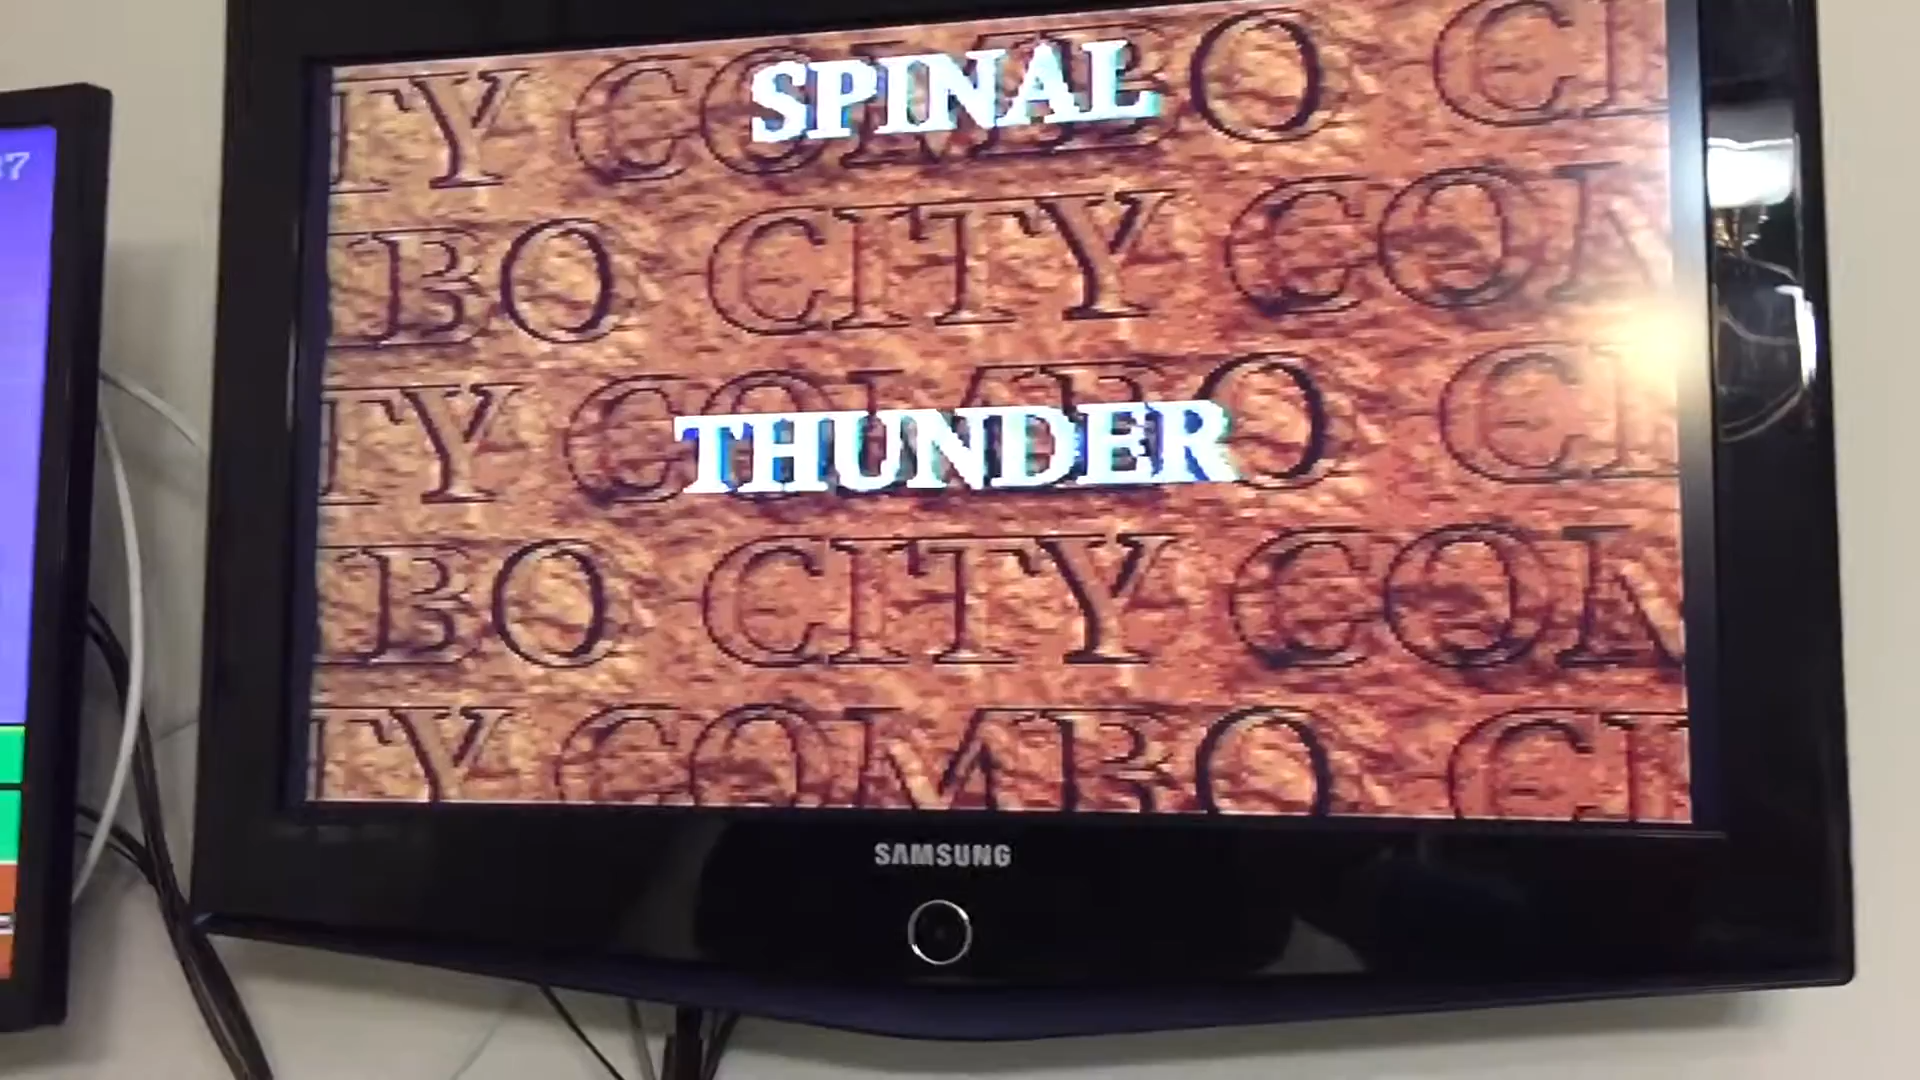 TY COMBO CI
SPINAL
BO CITY COM
TY COMBO CI
THUNDER
BO CITY COM
TY COMBO CI
SAMSUNG